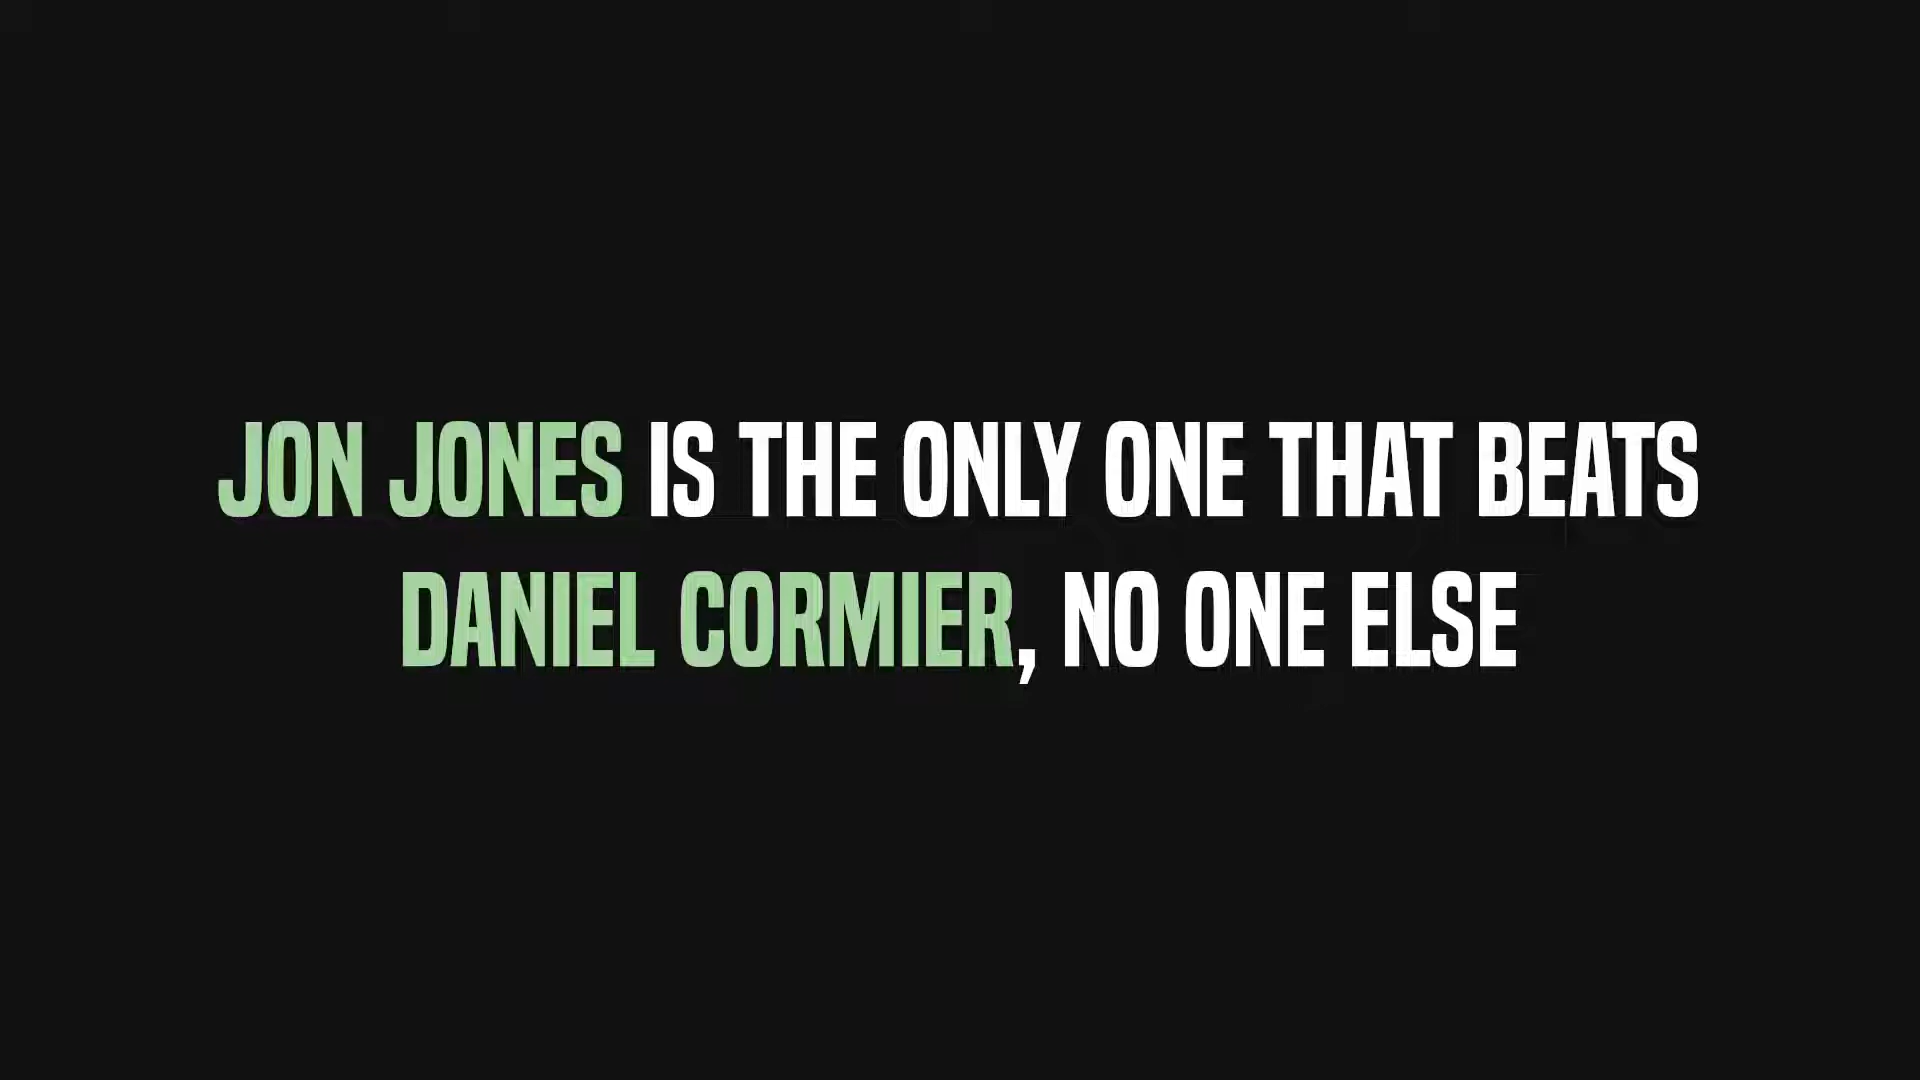 JON JONES IS THE ONLY ONE THAT BEATS
DANIEL CORMIER, NO ONE ELSE